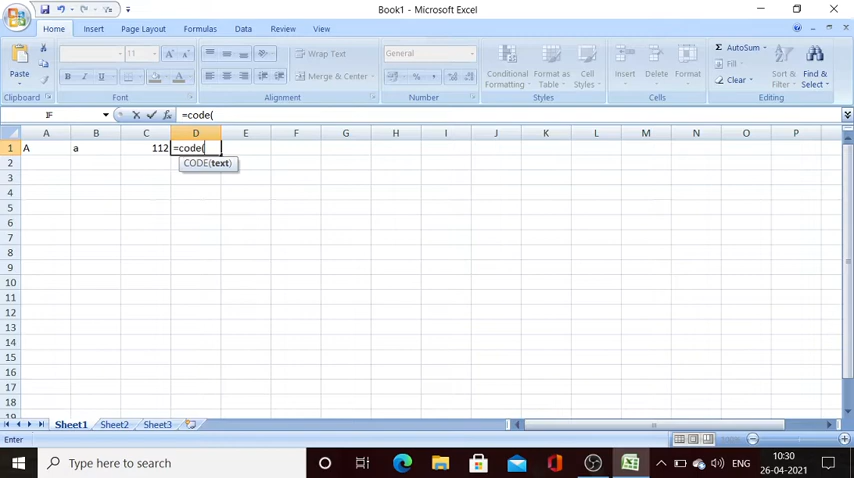 Book1 - Microsoft Excel
Home Insert Page Layout Formulas Data Review View
Paste
11
Wrap Text
Merge & Center
General
Conditional Formatting
Format as Table
Cell Styles
Insert Delete Format
AutoSum
Fill
Clear
Sort & Filter
Find & Select
Clipboard Font Alignment Number Styles Cells Editing
IF =code(
A B C D E F G H I J K L M N O P
1 A a 112 =code(
2 CODE(text)
3
4
5
6
7
8
9
10
11
12
13
14
15
16
17
18
19
Sheet1 Sheet2 Sheet3
Enter
Type here to search
ENG
10:30
26-04-2021